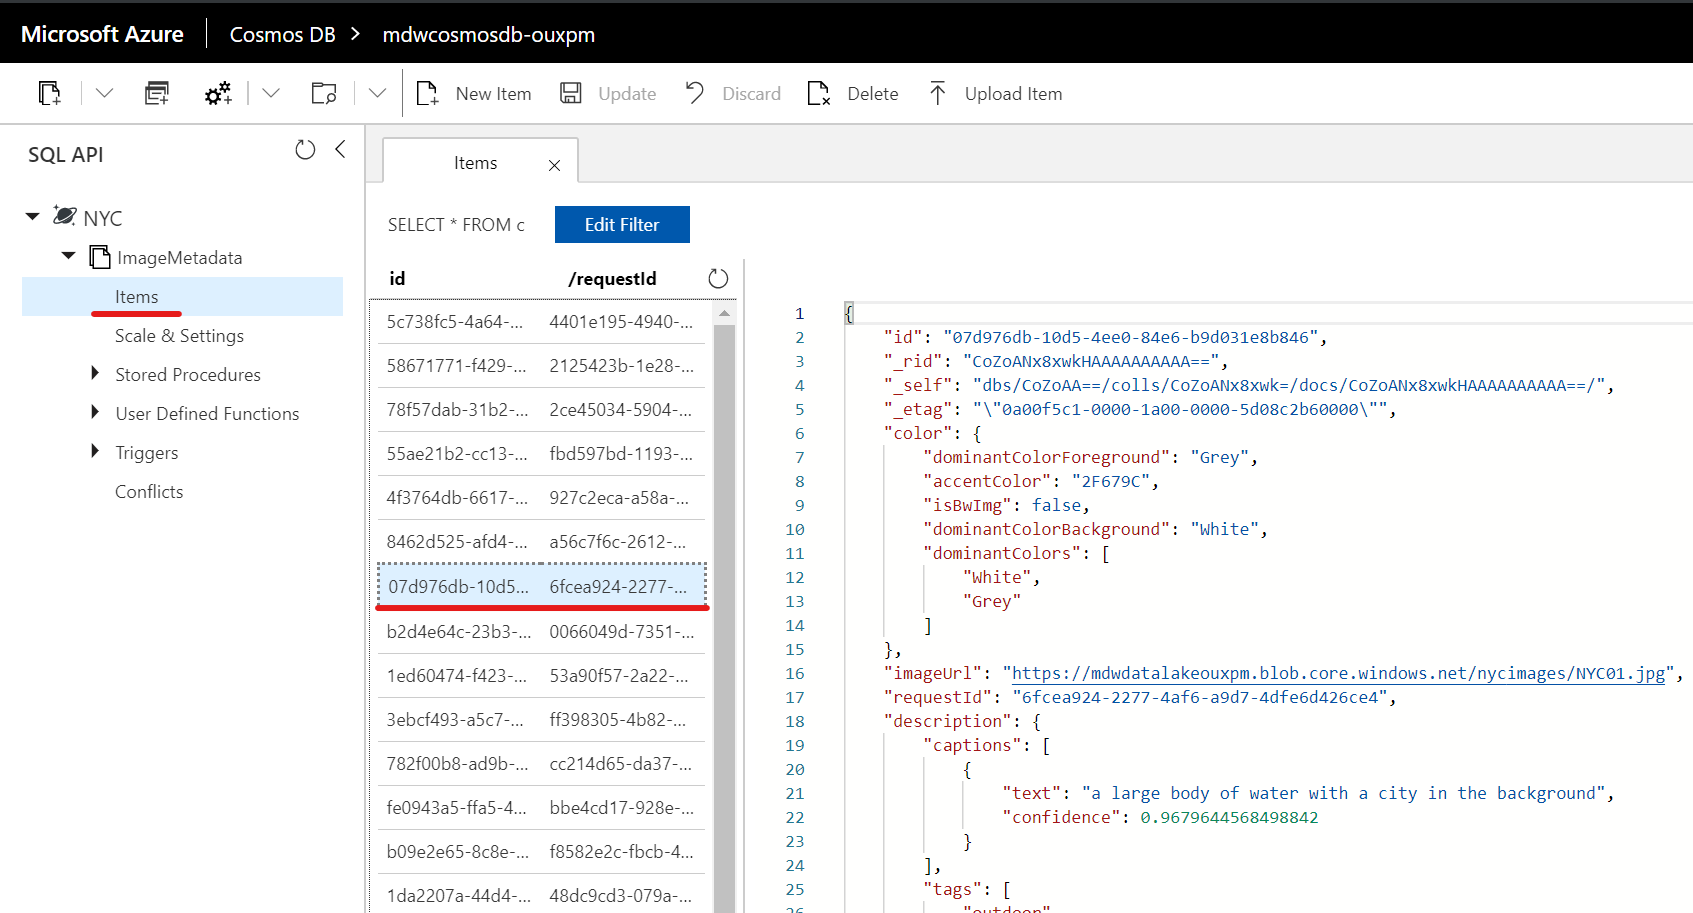 Microsoft Azure Cosmos DB > mdwcosmosdb-ouxpm
New Item Update Discard Delete Upload Item
SQL API
NYC
ImageMetadata
Items
Scale & Settings
Stored Procedures
User Defined Functions
Triggers
Conflicts
Items
SELECT * FROM c Edit Filter
id /requestId
5c738fc5-4a64-... 4401e195-4940-...
58671771-f429-... 2125423b-1e28-...
78f57dab-31b2-... 2ce45034-5904-...
55ae21b2-cc13-... fbd597bd-1193-...
4f3764db-6617-... 927c2eca-a58a-...
8462d525-afd4-... a56c7f6c-2612-...
07d976db-10d5... 6fcea924-2277-...
b2d4e64c-23b3-... 0066049d-7351-...
1ed60474-f423-... 53a90f57-2a22-...
3ebcf493-a5c7-... ff398305-4b82-...
782f00b8-ad9b-... cc214d65-da37-...
fe0943a5-ffa5-4... bbe4cd17-928e-...
b09e2e65-8c8e-... f8582e2c-fbcb-4...
1da2207a-44d4-... 48dc9cd3-079a-...
1 {
2 "id": "07d976db-10d5-4ee0-84e6-b9d031e8b846",
3 "_rid": "CoZoANx8xwkHAAAAAAAAAA==",
4 "_self": "dbs/CoZoAA==/colls/CoZoANx8xwk=/docs/CoZoANx8xwkHAAAAAAAAAA==/",
5 "_etag": "\"0a00f5c1-0000-1a00-0000-5d08c2b60000\"",
6 "color": {
7 "dominantColorForeground": "Grey",
8 "accentColor": "2F679C",
9 "isBwImg": false,
10 "dominantColorBackground": "White",
11 "dominantColors": [
12 "White",
13 "Grey"
14 ]
15 },
16 "imageUrl": "https://mdwdatalakeouxpm.blob.core.windows.net/nycimages/NYC01.jpg",
17 "requestId": "6fcea924-2277-4af6-a9d7-4dfe6d426ce4",
18 "description": {
19 "captions": [
20 {
21 "text": "a large body of water with a city in the background",
22 "confidence": 0.9679644568498842
23 }
24 ],
25 "tags": [
26 "outdoor"